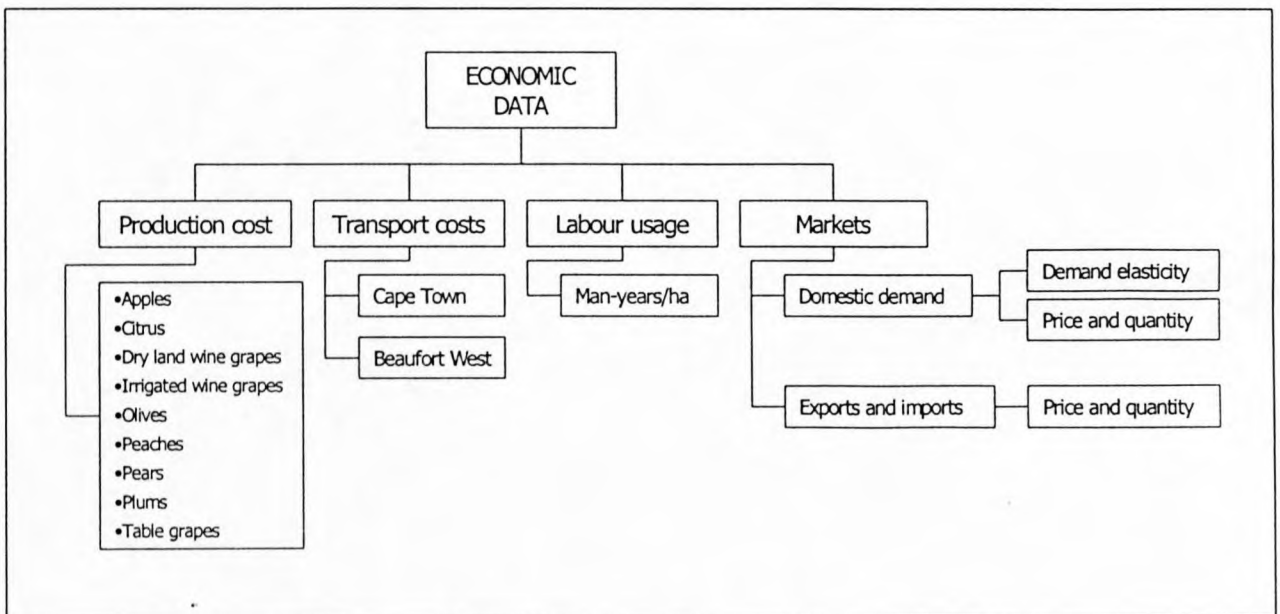 ECONOMIC
DATA
Production cost
Transport costs
Labour usage
Markets
•Apples
•Citrus
•Dry land wine grapes
•Irrigated wine grapes
•Olives
•Peaches
•Pears
•Plums
•Table grapes
Cape Town
Beaufort West
Man-years/ha
Domestic demand
Demand elasticity
Price and quantity
Exports and imports
Price and quantity